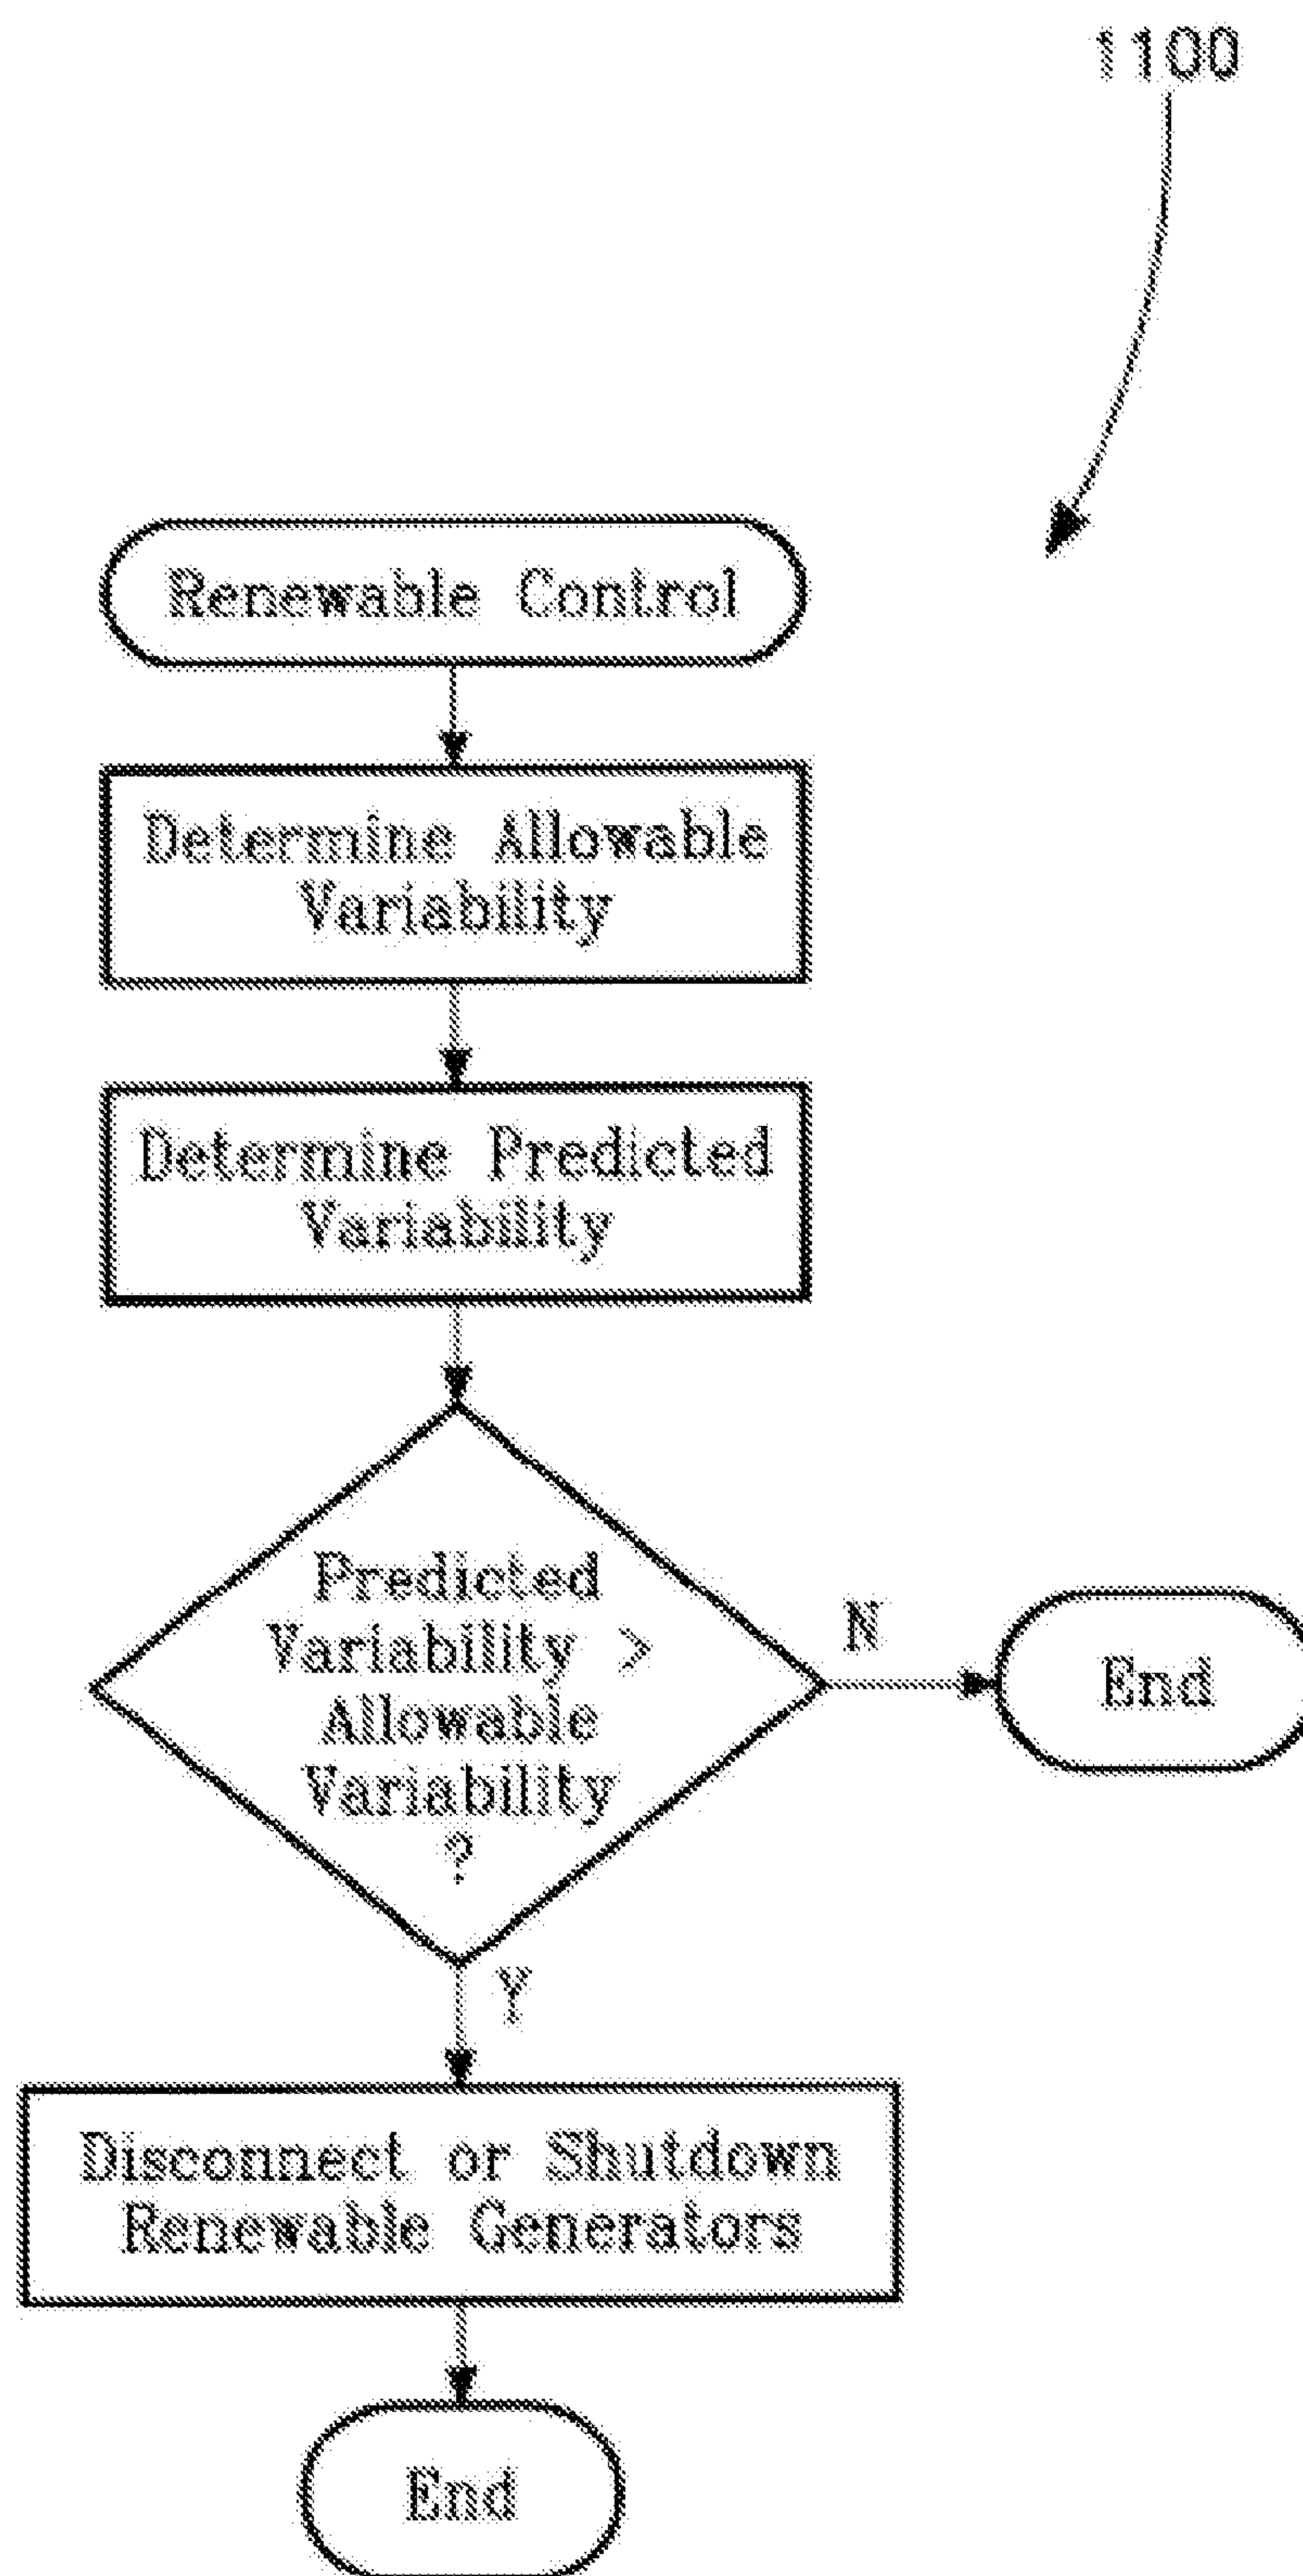 1100
Renewable Control
Determine Allowable
Variability
Determine Predicted
Variability
Predicted
Variability >
Allowable
Variability
?
N
End
Y
Disconnect or Shutdown
Renewable Generators
End